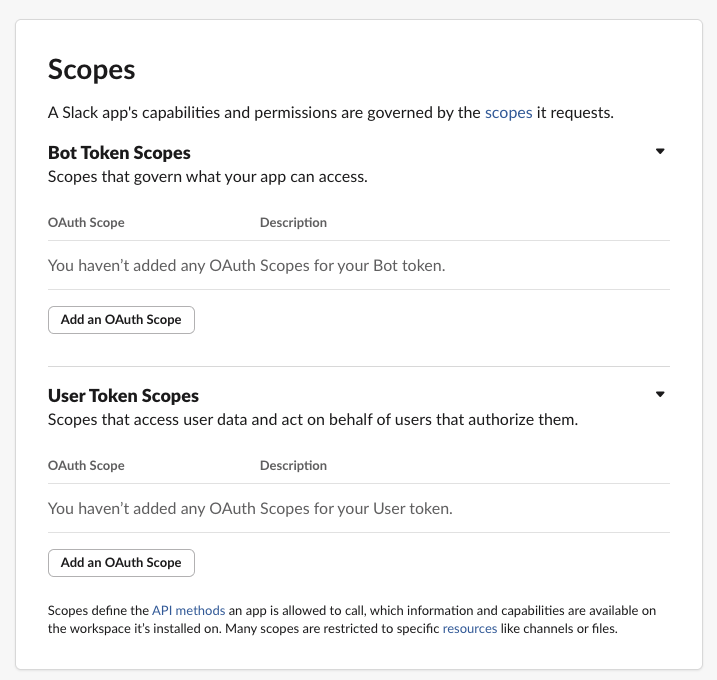 Scopes
A Slack app's capabilities and permissions are governed by the scopes it requests.
Bot Token Scopes
Scopes that govern what your app can access.
OAuth Scope Description
You haven’t added any OAuth Scopes for your Bot token.
Add an OAuth Scope
User Token Scopes
Scopes that access user data and act on behalf of users that authorize them.
OAuth Scope Description
You haven’t added any OAuth Scopes for your User token.
Add an OAuth Scope
Scopes define the API methods an app is allowed to call, which information and capabilities are available on
the workspace it’s installed on. Many scopes are restricted to specific resources like channels or files.